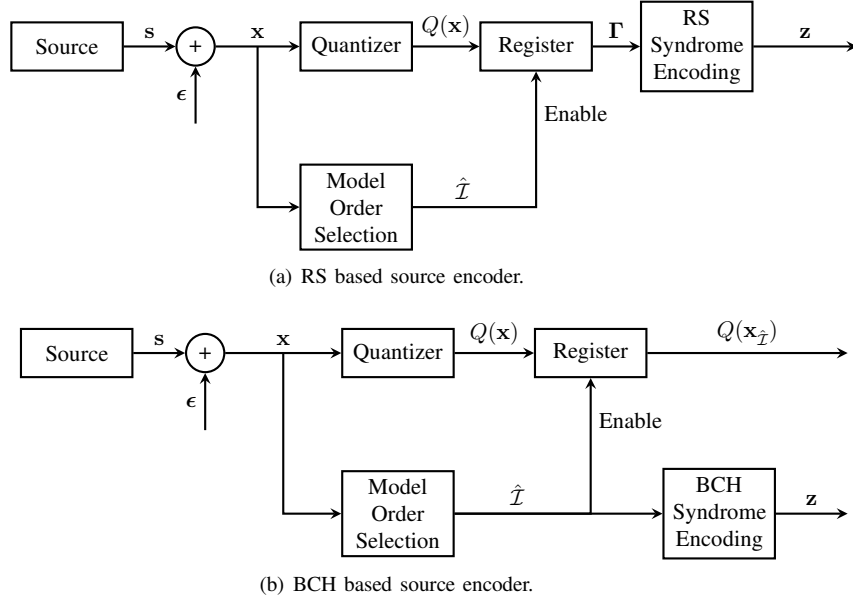 Source
s
+
ϵ
x
Quantizer
Q(x)
Register
Γ
RS
Syndrome
Encoding
z
Enable
Model
Order
Selection
Î
(a) RS based source encoder.
Source
s
+
ϵ
x
Quantizer
Q(x)
Register
Q(x_Î)
Enable
Model
Order
Selection
Î
BCH
Syndrome
Encoding
z
(b) BCH based source encoder.